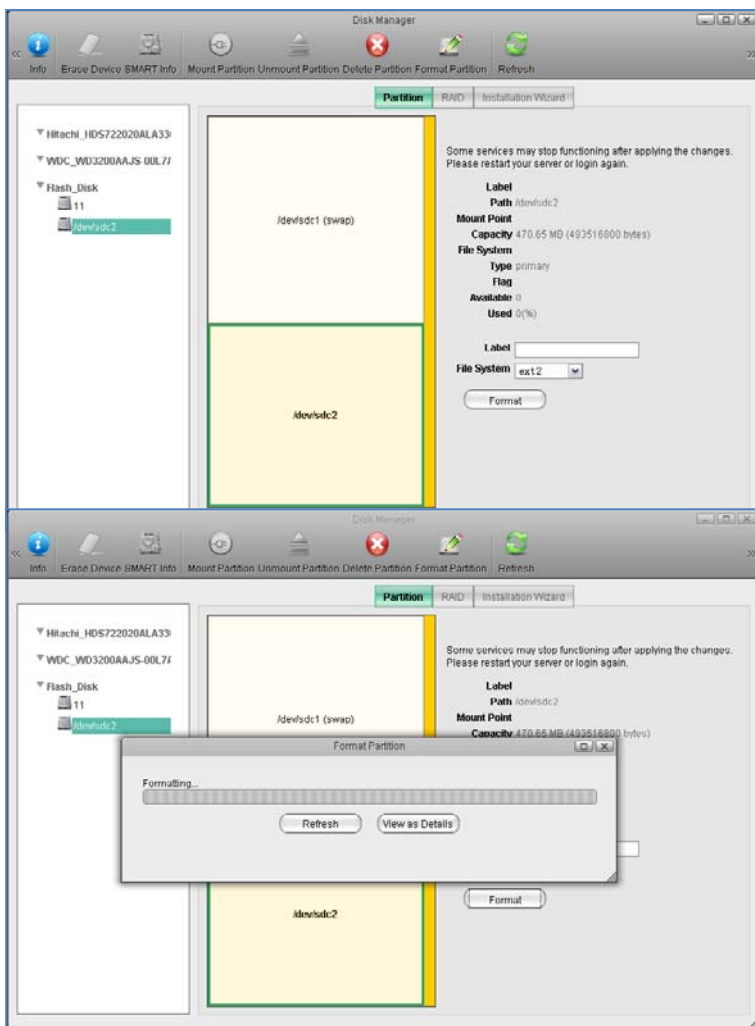 Disk Manager
Info Erase Device SMART Info Mount Partition Unmount Partition Delete Partition Format Partition Refresh
Partition RAID Installation Wizard
Hitachi_HDS722020ALA33
WDC_WD3200AAJS-00L7
Flash_Disk
11
/dev/sdc2
/dev/sdc1 (swap)
/dev/sdc2
Some services may stop functioning after applying the changes.
Please restart your server or login again.
Label
Path /dev/sdc2
Mount Point
Capacity 470.65 MB (493516800 bytes)
File System
Type primary
Flag
Available 0
Used 0(%)
Label
File System ext2
Format
Disk Manager
Info Erase Device SMART Info Mount Partition Unmount Partition Delete Partition Format Partition Refresh
Partition RAID Installation Wizard
Hitachi_HDS722020ALA33
WDC_WD3200AAJS-00L7
Flash_Disk
11
/dev/sdc2
/dev/sdc1 (swap)
Some services may stop functioning after applying the changes.
Please restart your server or login again.
Label
Path /dev/sdc2
Mount Point
Capacity 470.65 MB (493516800 bytes)
Format Partition
Formatting...
Refresh View as Details
/dev/sdc2
Format